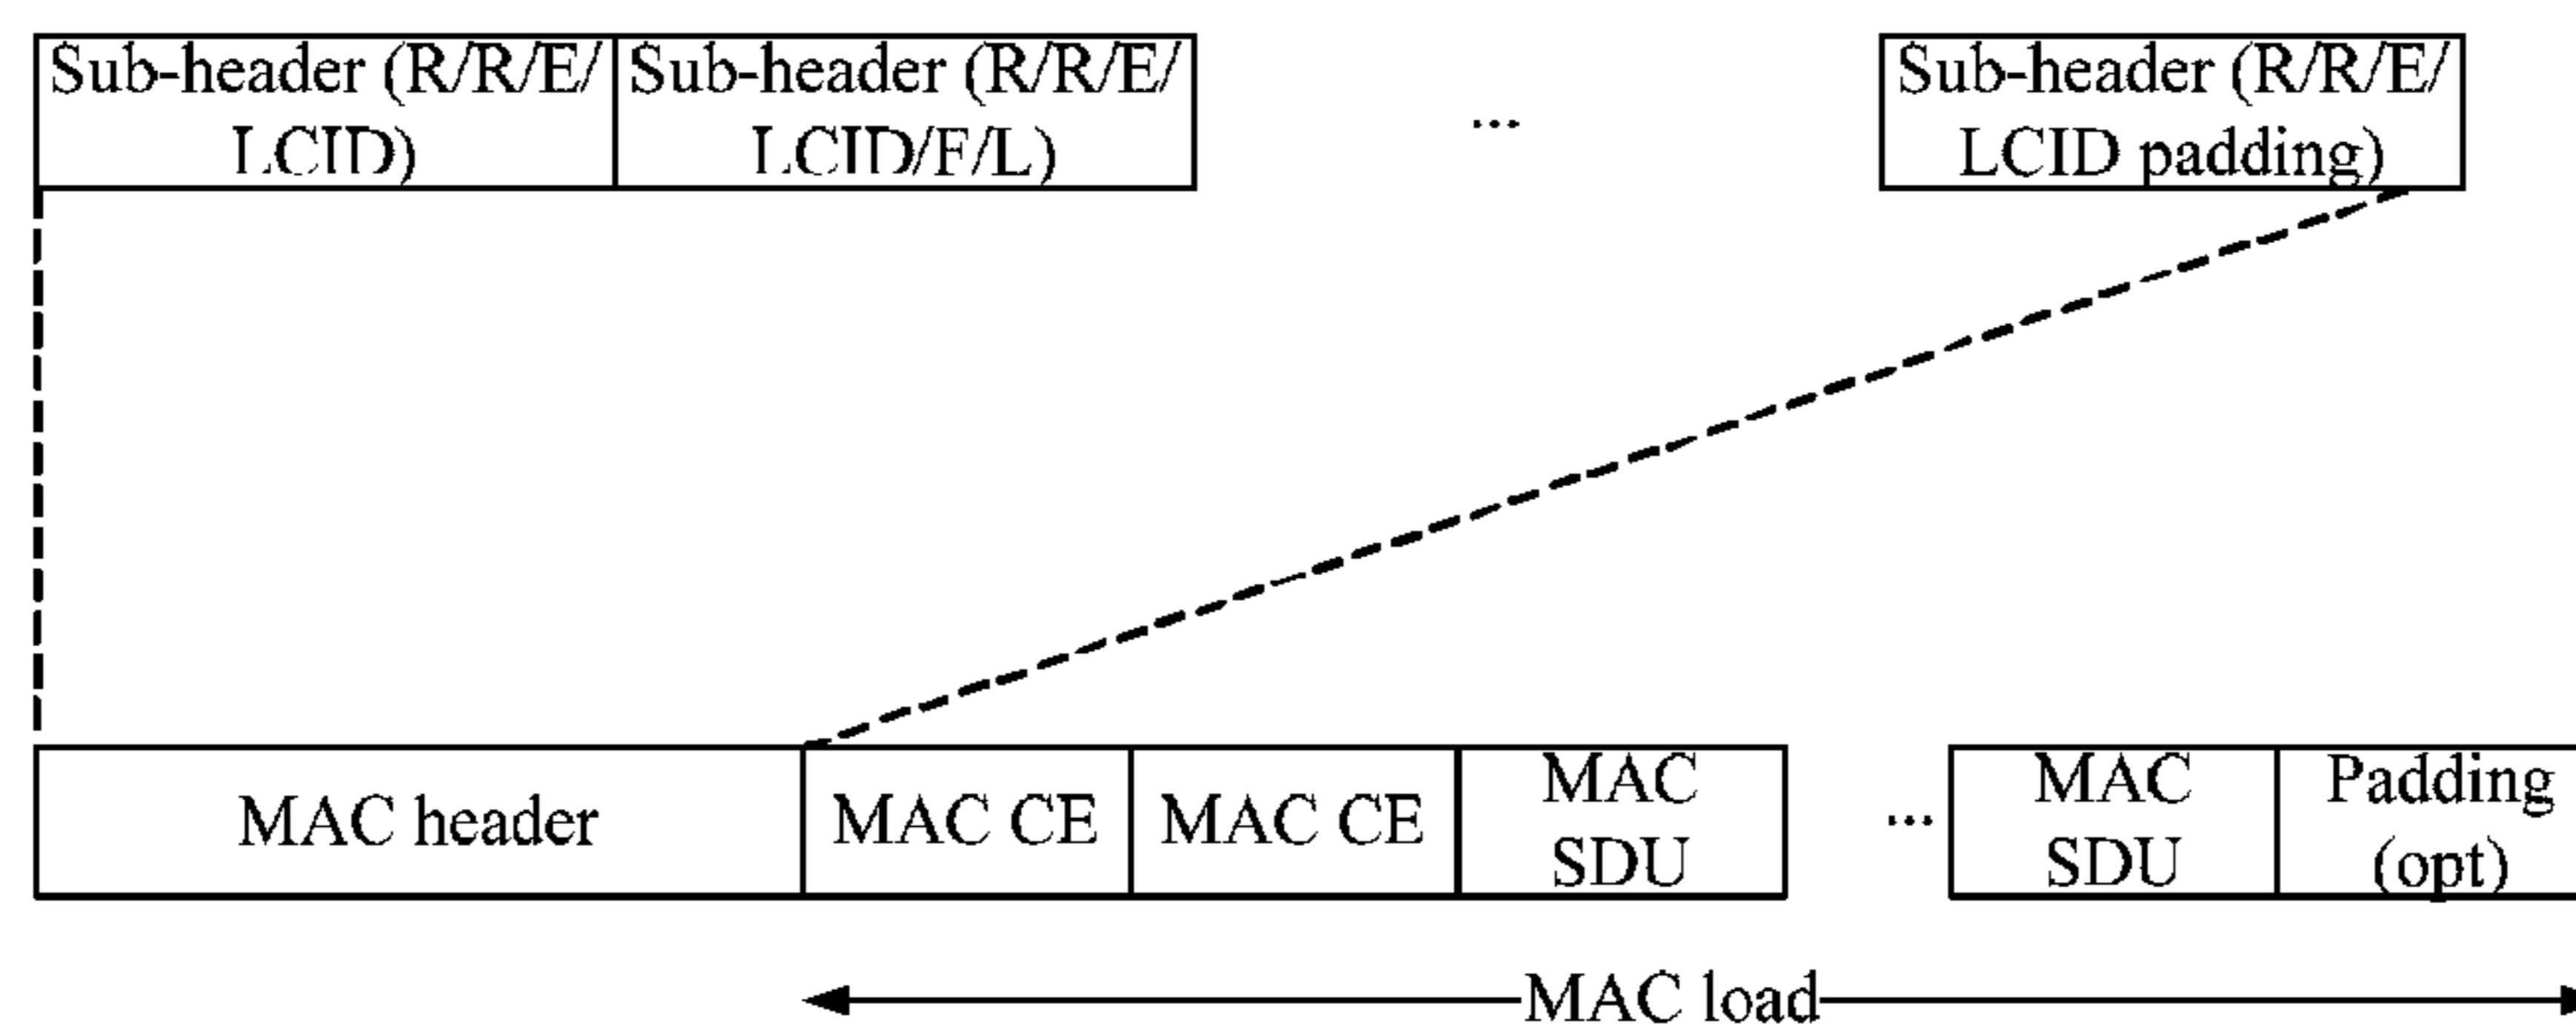 Sub-header (R/R/E/
LCID)
Sub-header (R/R/E/
LCID/F/L)
...
Sub-header (R/R/E/
LCID padding)
MAC header
MAC CE
MAC CE
MAC
SDU
...
MAC
SDU
Padding
(opt)
MAC load